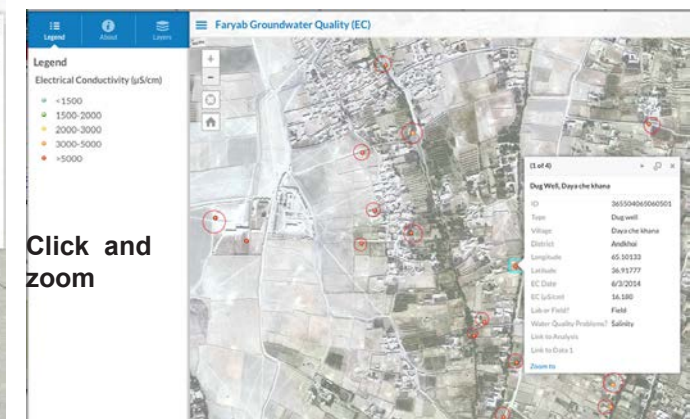 Legend About Layers
Faryab Groundwater Quality (EC)
Legend
Electrical Conductivity (µS/cm)
<1500
1500-2000
2000-3000
3000-5000
>5000
Click and
zoom
+
-
(1 of 4)
Dug Well, Daya che khana
ID 365504065060501
Type Dug well
Village Daya che khana
District Andkhoi
Longitude 65.10133
Latitude 36.91777
EC Date 6/3/2014
EC (µS/cm) 16,180
Lab or Field? Field
Water Quality Problems? Salinity
Link to Analysis
Link to Data 1
Zoom to